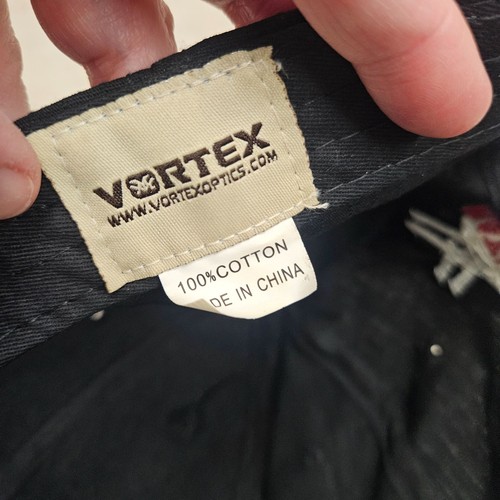 VORTEX
WWW.VORTEXOPTICS.COM
100%COTTON
DE IN CHINA